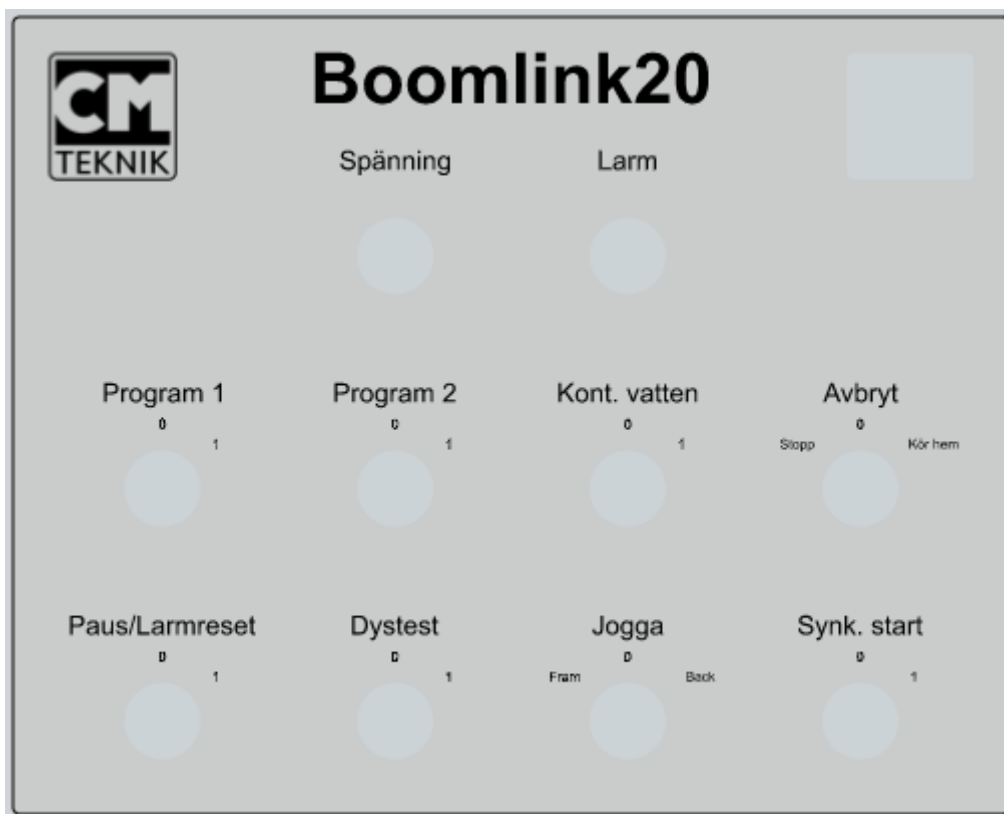 CM
TEKNIK
Boomlink20
Spänning Larm
Program 1 Program 2 Kont. vatten Avbryt
0 0 0 0
1 1 1 Stopp Kör hem
Paus/Larmreset Dystest Jogga Synk. start
0 0 0 0
1 1 Fram Back 1